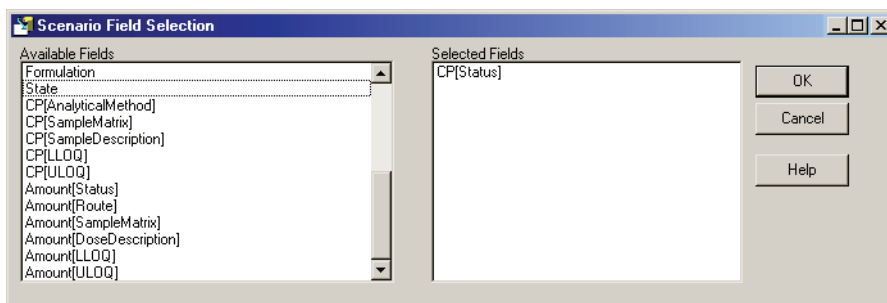 Scenario Field Selection
Available Fields
Formulation
State
CP[AnalyticalMethod]
CP[SampleMatrix]
CP[SampleDescription]
CP[LLOQ]
CP[ULOQ]
Amount[Status]
Amount[Route]
Amount[SampleMatrix]
Amount[DoseDescription]
Amount[LLOQ]
Amount[ULOQ]
Selected Fields
CP[Status]
OK
Cancel
Help